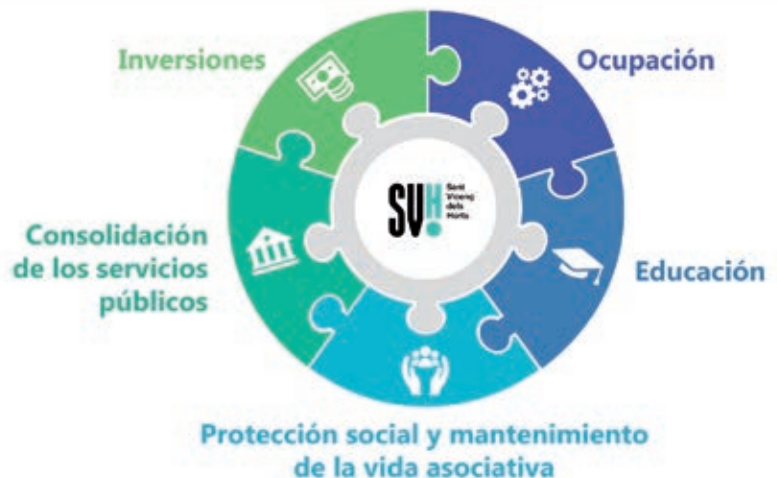 Inversiones
Ocupación
SVH!
Sant
Vicenç
dels
Horts
Consolidación
de los servicios
públicos
Educación
Protección social y mantenimiento
de la vida asociativa